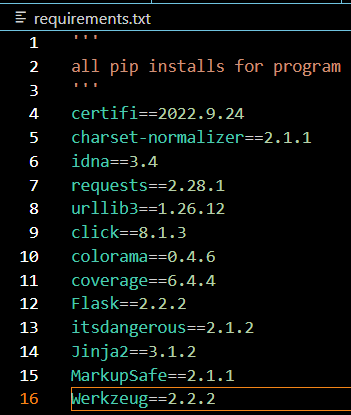 requirements.txt
1 '''
2 all pip installs for program
3 '''
4 certifi==2022.9.24
5 charset-normalizer==2.1.1
6 idna==3.4
7 requests==2.28.1
8 urllib3==1.26.12
9 click==8.1.3
10 colorama==0.4.6
11 coverage==6.4.4
12 Flask==2.2.2
13 itsdangerous==2.1.2
14 Jinja2==3.1.2
15 MarkupSafe==2.1.1
16 Werkzeug==2.2.2